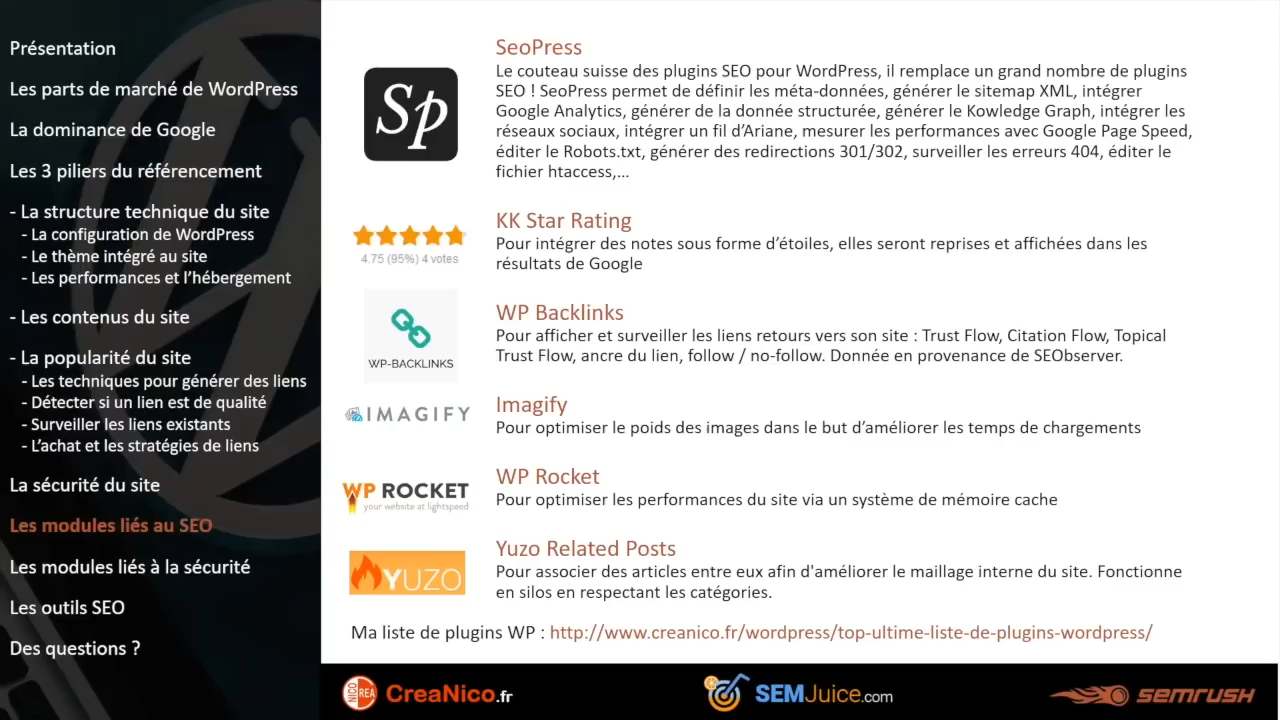 Présentation
Les parts de marché de WordPress
La dominance de Google
Les 3 piliers du référencement
- La structure technique du site
- La configuration de WordPress
- Le thème intégré au site
- Les performances et l'hébergement
- Les contenus du site
- La popularité du site
- Les techniques pour générer des liens
- Détecter si un lien est de qualité
- Surveiller les liens existants
- L'achat et les stratégies de liens
La sécurité du site
Les modules liés au SEO
Les modules liés à la sécurité
Les outils SEO
Des questions ?
Sp
SeoPress
Le couteau suisse des plugins SEO pour WordPress, il remplace un grand nombre de plugins
SEO ! SeoPress permet de définir les méta-données, générer le sitemap XML, intégrer
Google Analytics, générer de la donnée structurée, générer le Kowledge Graph, intégrer les
réseaux sociaux, intégrer un fil d'Ariane, mesurer les performances avec Google Page Speed,
éditer le Robots.txt, générer des redirections 301/302, surveiller les erreurs 404, éditer le
fichier htaccess,...
4.75 (95%) 4 votes
KK Star Rating
Pour intégrer des notes sous forme d'étoiles, elles seront reprises et affichées dans les
résultats de Google
WP-BACKLINKS
WP Backlinks
Pour afficher et surveiller les liens retours vers son site : Trust Flow, Citation Flow, Topical
Trust Flow, ancre du lien, follow / no-follow. Donnée en provenance de SEObserver.
IMAGIFY
Imagify
Pour optimiser le poids des images dans le but d'améliorer les temps de chargements
WP ROCKET
your website at lightspeed
WP Rocket
Pour optimiser les performances du site via un système de mémoire cache
YUZO
Yuzo Related Posts
Pour associer des articles entre eux afin d'améliorer le maillage interne du site. Fonctionne
en silos en respectant les catégories.
Ma liste de plugins WP : http://www.creanico.fr/wordpress/top-ultime-liste-de-plugins-wordpress/
NICO CREA CreaNico.fr
SEMJuice.com
SEMRUSH